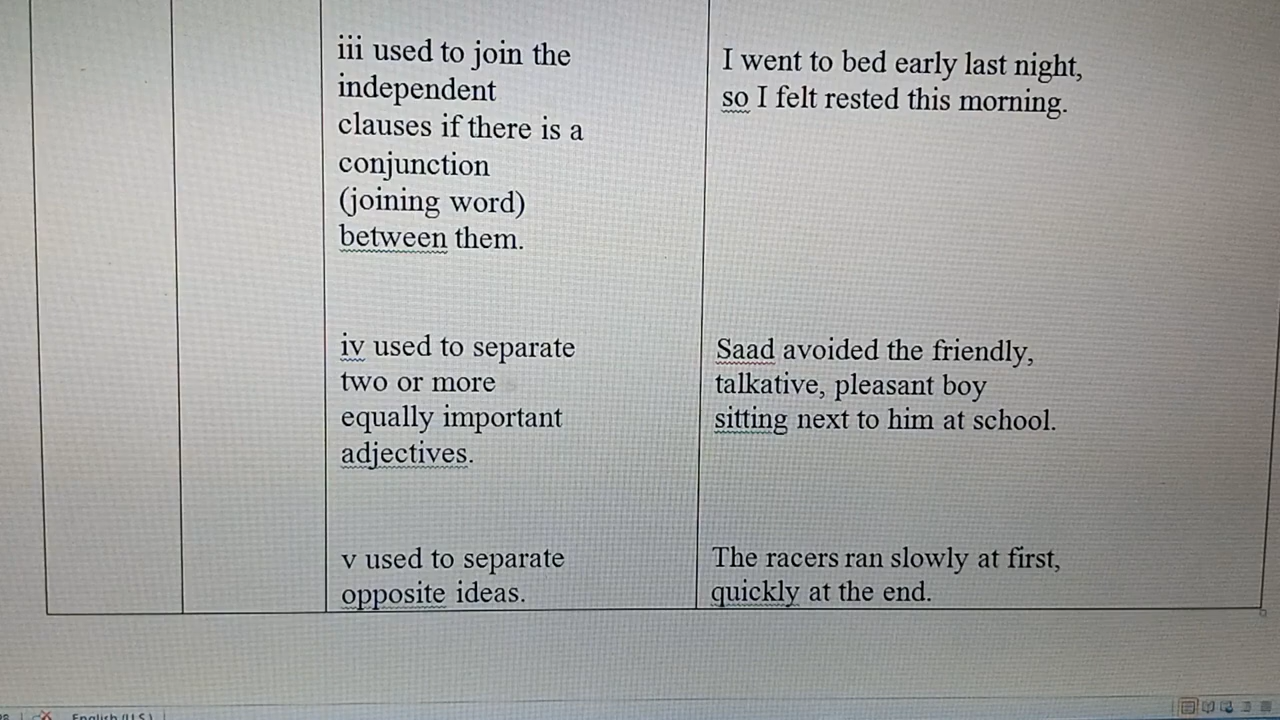 iii used to join the
independent
clauses if there is a
conjunction
(joining word)
between them.
I went to bed early last night,
so I felt rested this morning.
iv used to separate
two or more
equally important
adjectives.
Saad avoided the friendly,
talkative, pleasant boy
sitting next to him at school.
v used to separate
opposite ideas.
The racers ran slowly at first,
quickly at the end.
English (U.S.)